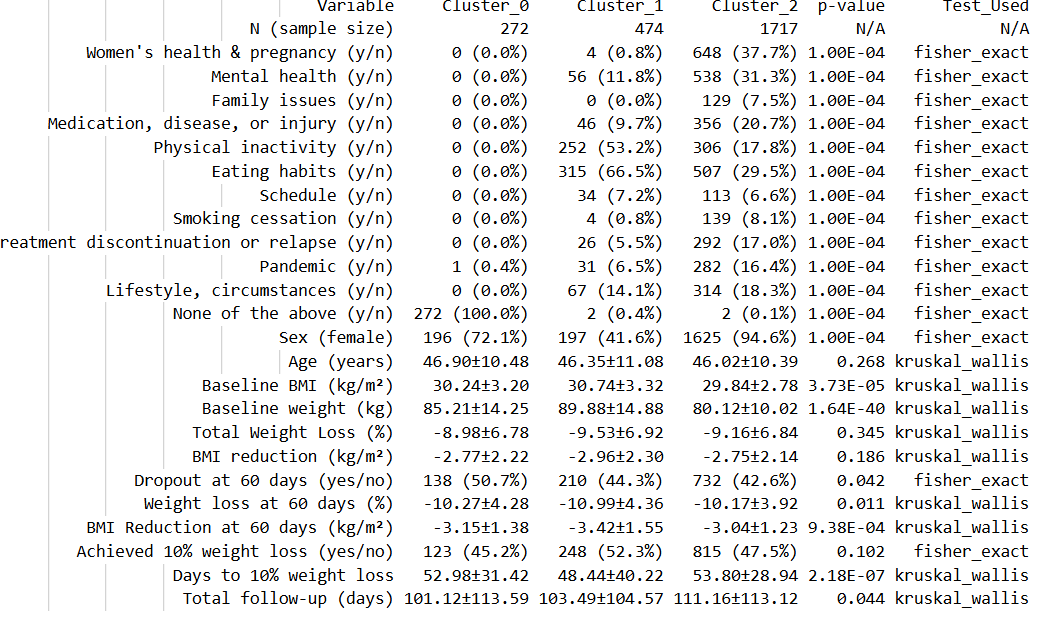 Variable Cluster_0 Cluster_1 Cluster_2 p-value Test_Used
N (sample size) 272 474 1717 N/A N/A
Women's health & pregnancy (y/n) 0 (0.0%) 4 (0.8%) 648 (37.7%) 1.00E-04 fisher_exact
Mental health (y/n) 0 (0.0%) 56 (11.8%) 538 (31.3%) 1.00E-04 fisher_exact
Family issues (y/n) 0 (0.0%) 0 (0.0%) 129 (7.5%) 1.00E-04 fisher_exact
Medication, disease, or injury (y/n) 0 (0.0%) 46 (9.7%) 356 (20.7%) 1.00E-04 fisher_exact
Physical inactivity (y/n) 0 (0.0%) 252 (53.2%) 306 (17.8%) 1.00E-04 fisher_exact
Eating habits (y/n) 0 (0.0%) 315 (66.5%) 507 (29.5%) 1.00E-04 fisher_exact
Schedule (y/n) 0 (0.0%) 34 (7.2%) 113 (6.6%) 1.00E-04 fisher_exact
Smoking cessation (y/n) 0 (0.0%) 4 (0.8%) 139 (8.1%) 1.00E-04 fisher_exact
reatment discontinuation or relapse (y/n) 0 (0.0%) 26 (5.5%) 292 (17.0%) 1.00E-04 fisher_exact
Pandemic (y/n) 1 (0.4%) 31 (6.5%) 282 (16.4%) 1.00E-04 fisher_exact
Lifestyle, circumstances (y/n) 0 (0.0%) 67 (14.1%) 314 (18.3%) 1.00E-04 fisher_exact
None of the above (y/n) 272 (100.0%) 2 (0.4%) 2 (0.1%) 1.00E-04 fisher_exact
Sex (female) 196 (72.1%) 197 (41.6%) 1625 (94.6%) 1.00E-04 fisher_exact
Age (years) 46.90±10.48 46.35±11.08 46.02±10.39 0.268 kruskal_wallis
Baseline BMI (kg/m²) 30.24±3.20 30.74±3.32 29.84±2.78 3.73E-05 kruskal_wallis
Baseline weight (kg) 85.21±14.25 89.88±14.88 80.12±10.02 1.64E-40 kruskal_wallis
Total Weight Loss (%) -8.98±6.78 -9.53±6.92 -9.16±6.84 0.345 kruskal_wallis
BMI reduction (kg/m²) -2.77±2.22 -2.96±2.30 -2.75±2.14 0.186 kruskal_wallis
Dropout at 60 days (yes/no) 138 (50.7%) 210 (44.3%) 732 (42.6%) 0.042 fisher_exact
Weight loss at 60 days (%) -10.27±4.28 -10.99±4.36 -10.17±3.92 0.011 kruskal_wallis
BMI Reduction at 60 days (kg/m²) -3.15±1.38 -3.42±1.55 -3.04±1.23 9.38E-04 kruskal_wallis
Achieved 10% weight loss (yes/no) 123 (45.2%) 248 (52.3%) 815 (47.5%) 0.102 fisher_exact
Days to 10% weight loss 52.98±31.42 48.44±40.22 53.80±28.94 2.18E-07 kruskal_wallis
Total follow-up (days) 101.12±113.59 103.49±104.57 111.16±113.12 0.044 kruskal_wallis